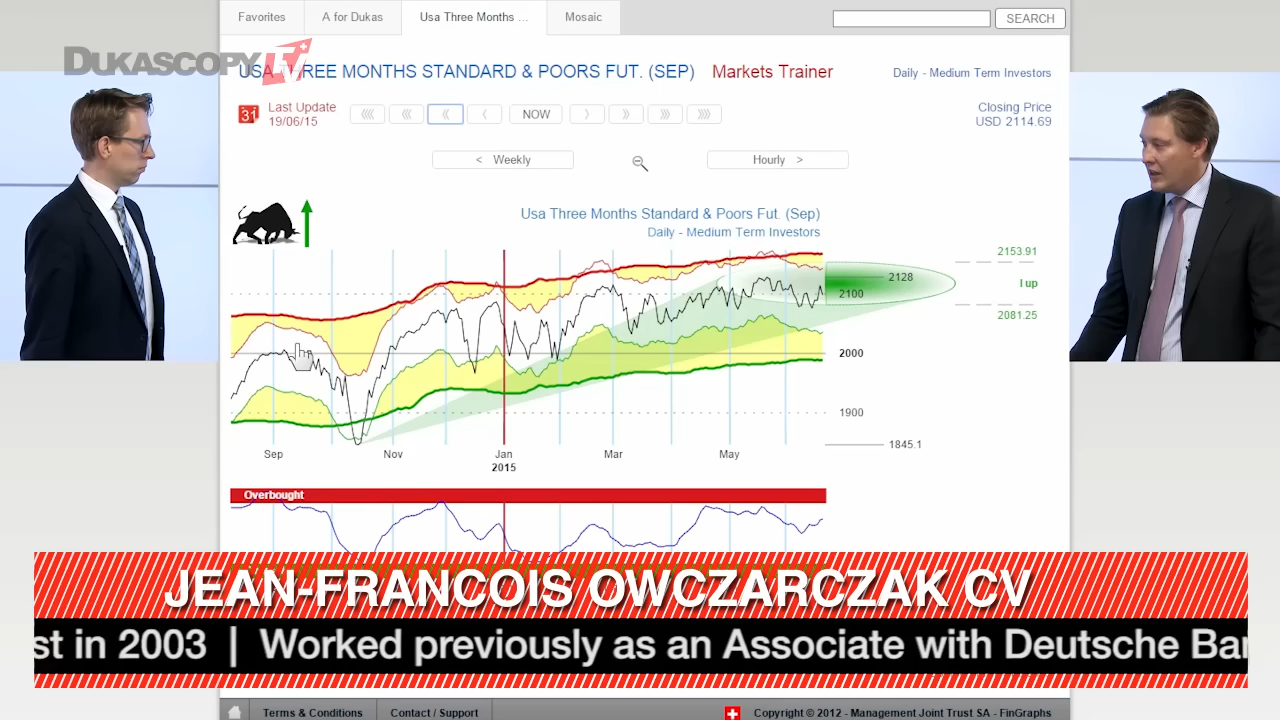 Favorites
A for Dukas
Usa Three Months ...
Mosaic
SEARCH
DUKASCOPY TV
USA THREE MONTHS STANDARD & POORS FUT. (SEP)
Markets Trainer
Daily - Medium Term Investors
31
Last Update
19/06/15
NOW
Closing Price
USD 2114.69
< Weekly
Hourly >
Usa Three Months Standard & Poors Fut. (Sep)
Daily - Medium Term Investors
2153.91
2128
I up
2100
2081.25
2000
1900
1845.1
Sep
Nov
Jan
Mar
May
2015
Overbought
JEAN-FRANCOIS OWCZARCZAK CV
st in 2003 | Worked previously as an Associate with Deutsche Ba
Terms & Conditions
Contact / Support
Copyright © 2012 - Management Joint Trust SA - FinGraphs